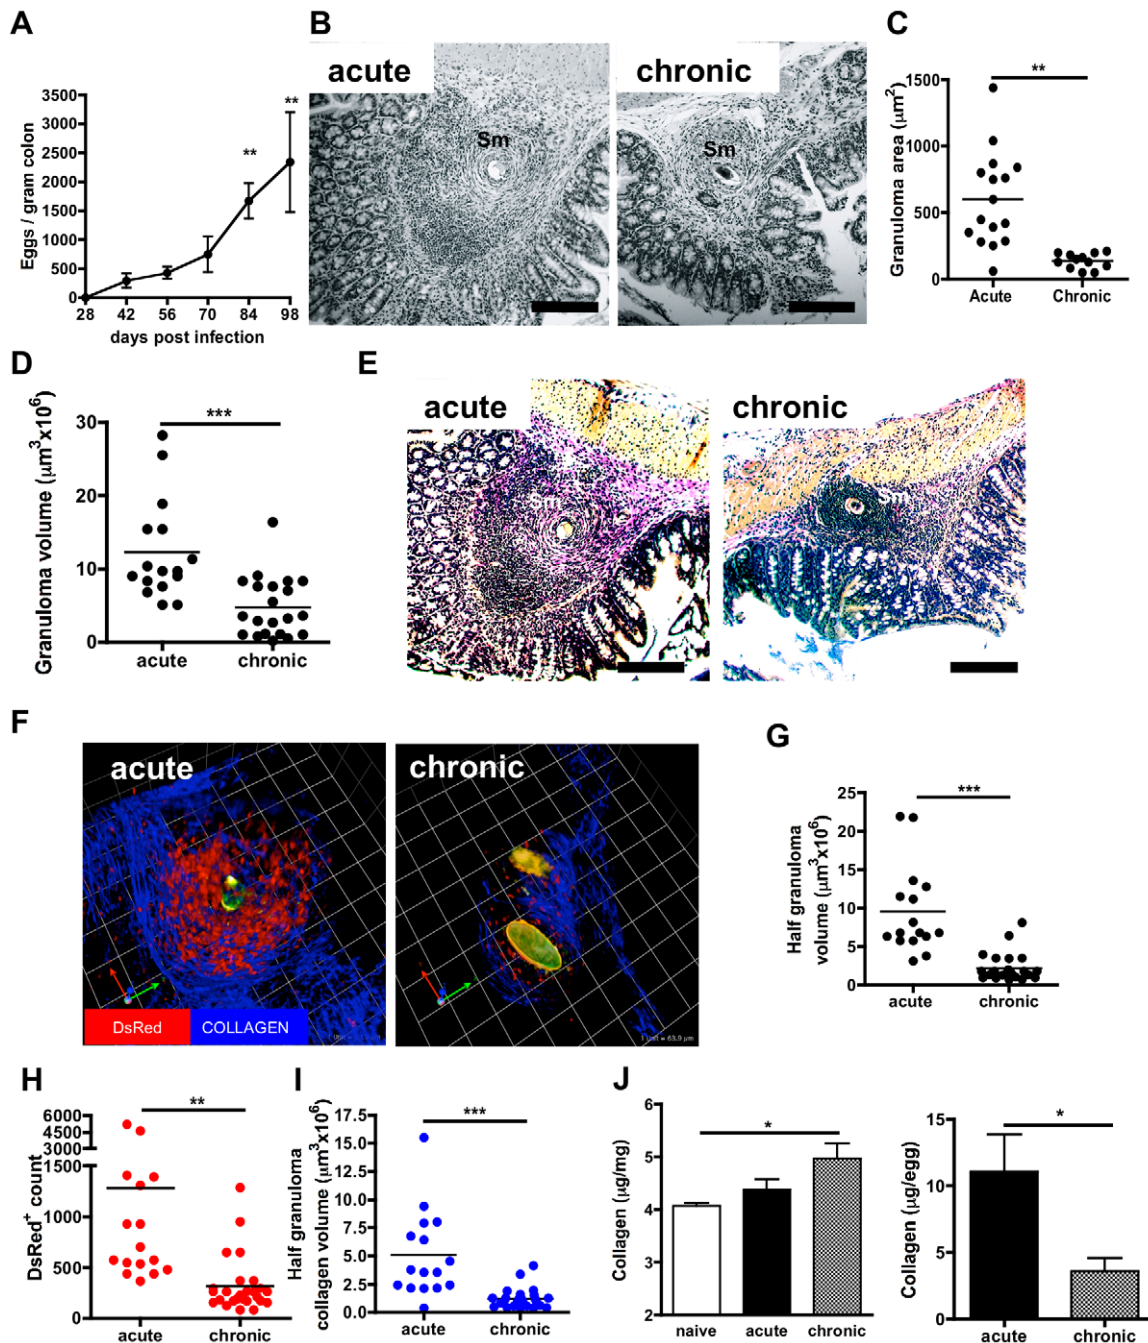 A
3500
3000
2500
2000
1500
1000
500
0
Eggs / gram colon
**
**
28 42 56 70 84 98
days post infection
B
acute
Sm
chronic
Sm
C
**
1500
1000
500
0
Granuloma area (μm²)
Acute Chronic
D
***
30
20
10
0
Granuloma volume (μm³x10⁶)
acute chronic
E
acute
chronic
F
acute
DsRed COLLAGEN
chronic
1 Unit = 63.9 μm
G
***
25
20
15
10
5
0
Half granuloma
volume (μm³x10⁶)
acute chronic
H
**
6000
4500
3000
1500
1000
500
0
DsRed⁺ count
acute chronic
I
***
17.5
15.0
12.5
10.0
7.5
5.0
2.5
0.0
Half granuloma
collagen volume (μm³x10⁶)
acute chronic
J
*
6
5
4
3
2
Collagen (μg/mg)
naive acute chronic
*
15
10
5
0
Collagen (μg/egg)
acute chronic